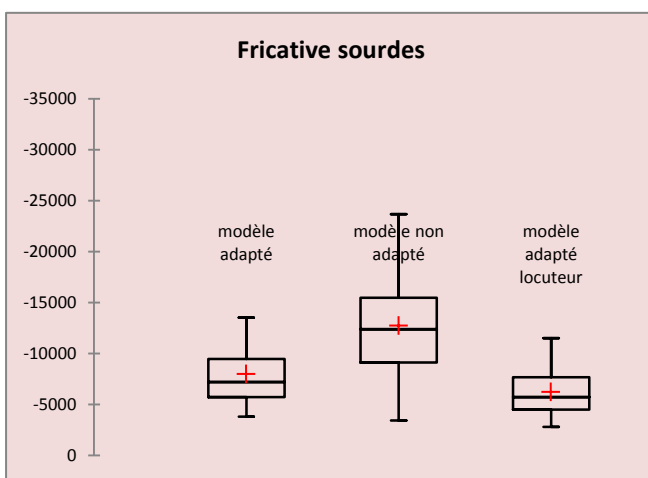 Fricative sourdes
-35000
-30000
-25000
-20000
-15000
-10000
-5000
0
modèle
adapté
modèle non
adapté
modèle
adapté
locuteur